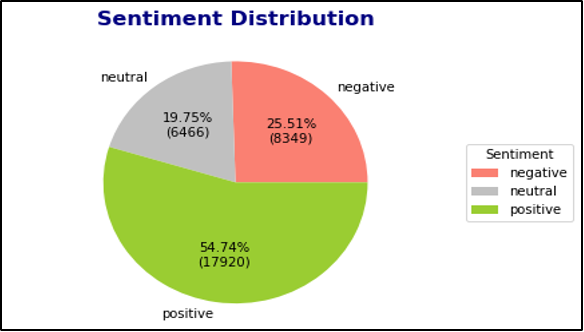 Sentiment Distribution
neutral
negative
19.75%
(6466)
25.51%
(8349)
54.74%
(17920)
positive
Sentiment
negative
neutral
positive